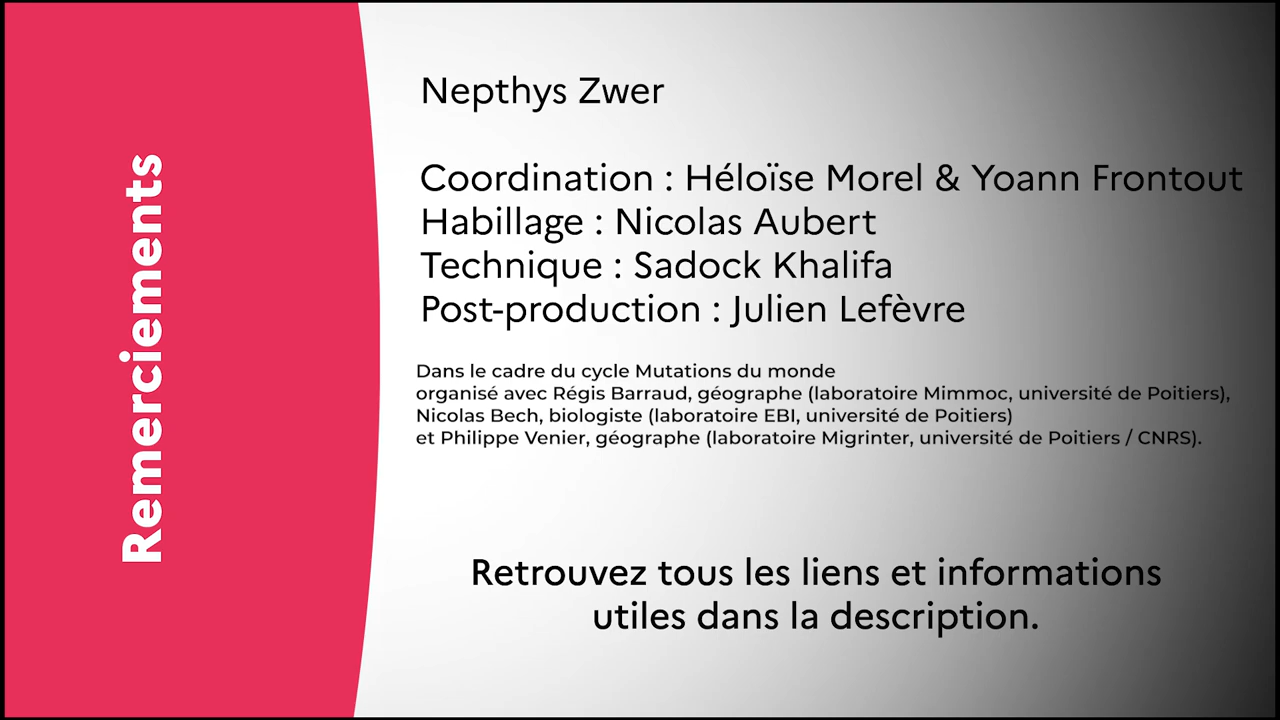 Remerciements
Nepthys Zwer
Coordination : Héloïse Morel & Yoann Frontout
Habillage : Nicolas Aubert
Technique : Sadock Khalifa
Post-production : Julien Lefèvre
Dans le cadre du cycle Mutations du monde
organisé avec Régis Barraud, géographe (laboratoire Mimmoc, université de Poitiers),
Nicolas Bech, biologiste (laboratoire EBI, université de Poitiers)
et Philippe Venier, géographe (laboratoire Migrinter, université de Poitiers / CNRS).
Retrouvez tous les liens et informations
utiles dans la description.